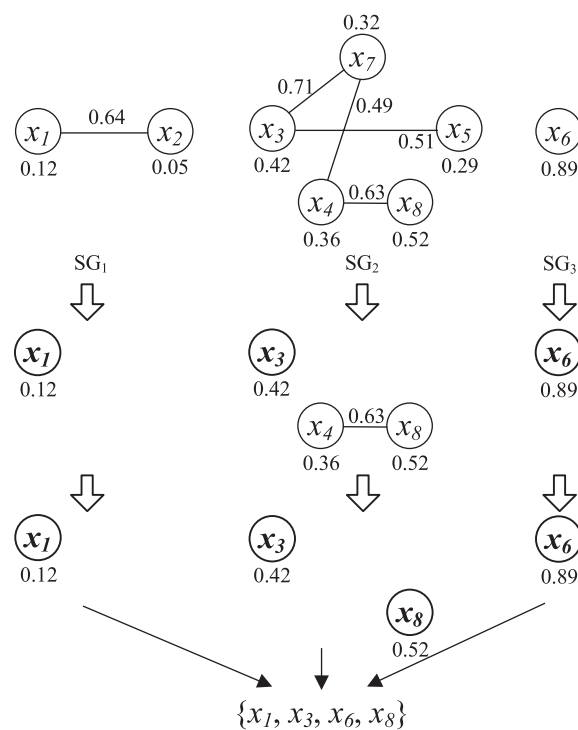 0.32
x7
0.71 0.49
0.64
x1 x2 x3 x5 x6
0.51
0.12 0.05 0.42 0.29 0.89
x4 0.63 x8
0.36 0.52
SG1 SG2 SG3
x1 x3 x6
0.12 0.42 0.89
x4 0.63 x8
0.36 0.52
x1 x3 x6
0.12 0.42 0.89
x8
0.52
{x1, x3, x6, x8}